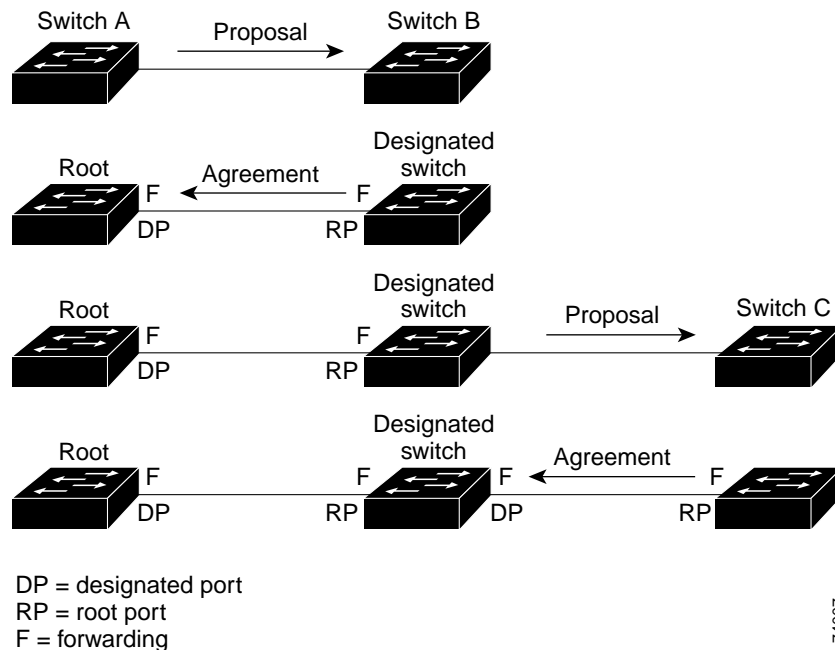 Switch A
Proposal
Switch B
Root
F
Agreement
F
Designated
switch
DP
RP
Root
F
F
Designated
switch
Proposal
Switch C
DP
RP
Root
F
F
Designated
switch
F
Agreement
F
DP
RP
DP
RP
DP = designated port
RP = root port
F = forwarding